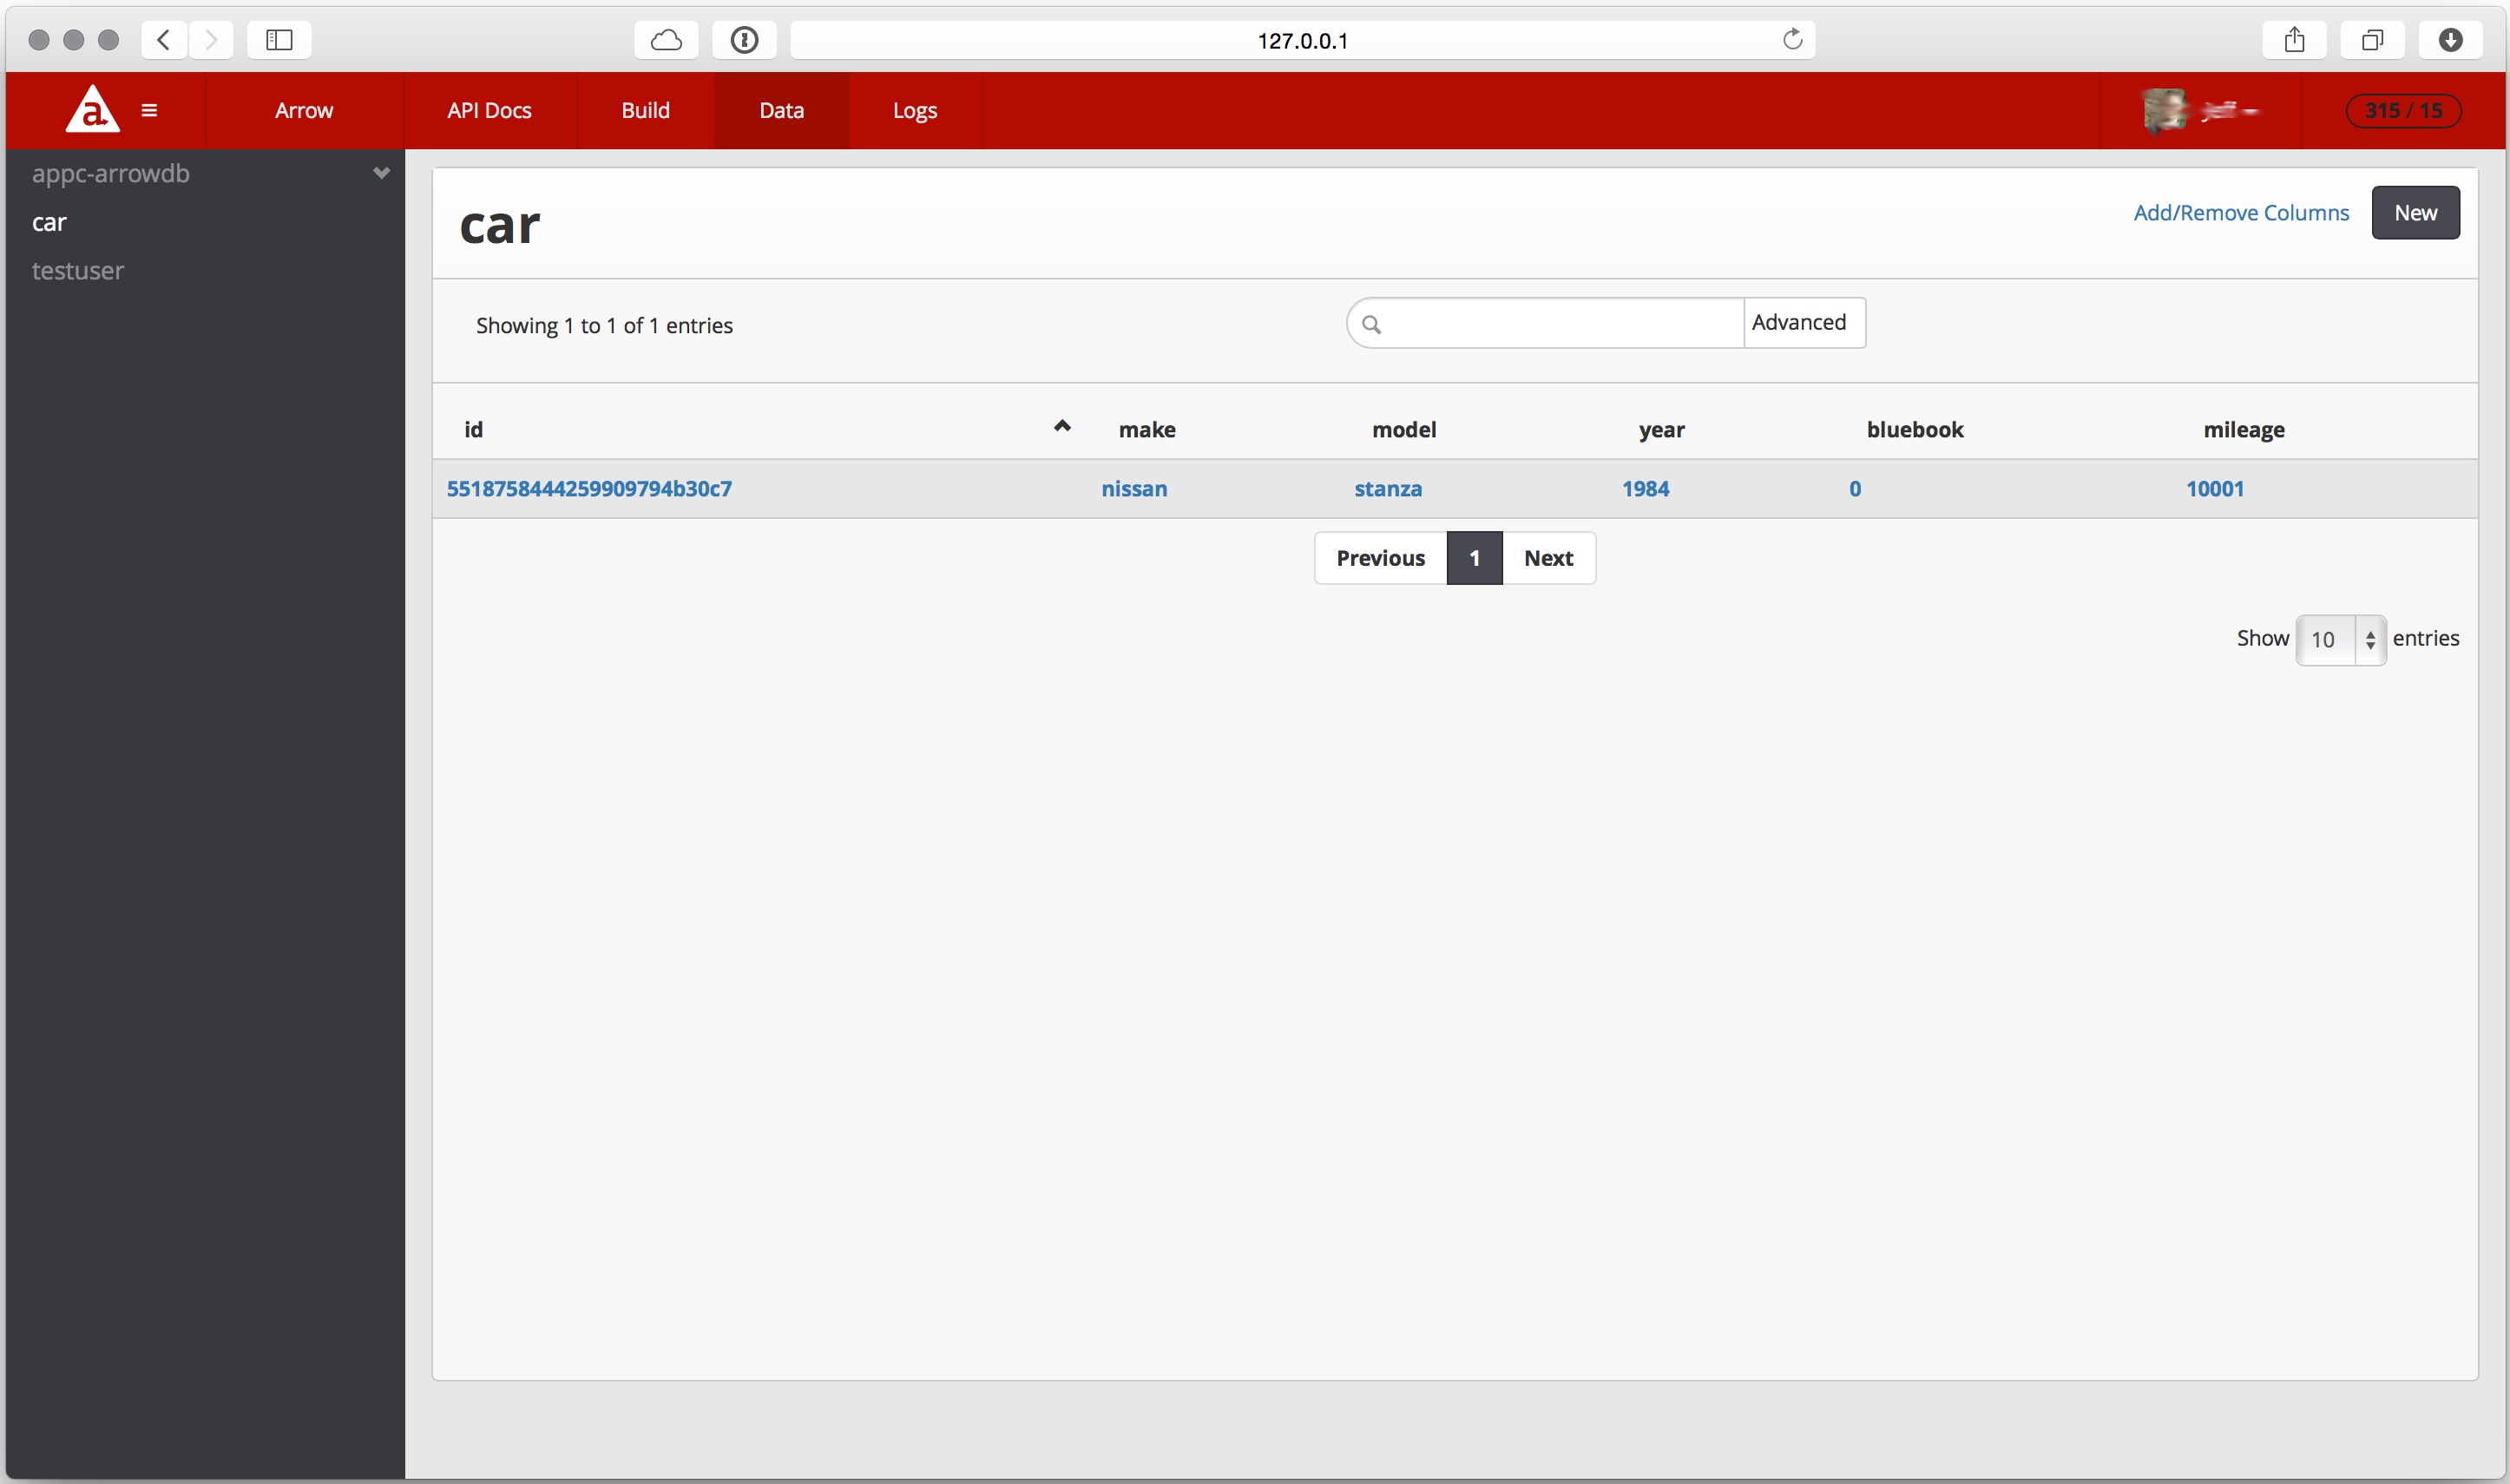 127.0.0.1
a Arrow API Docs Build Data Logs 315 / 15
appc-arrowdb
car
testuser
car
Add/Remove Columns New
Showing 1 to 1 of 1 entries Advanced
id make model year bluebook mileage
5518758444259909794b30c7 nissan stanza 1984 0 10001
Previous 1 Next
Show 10 entries